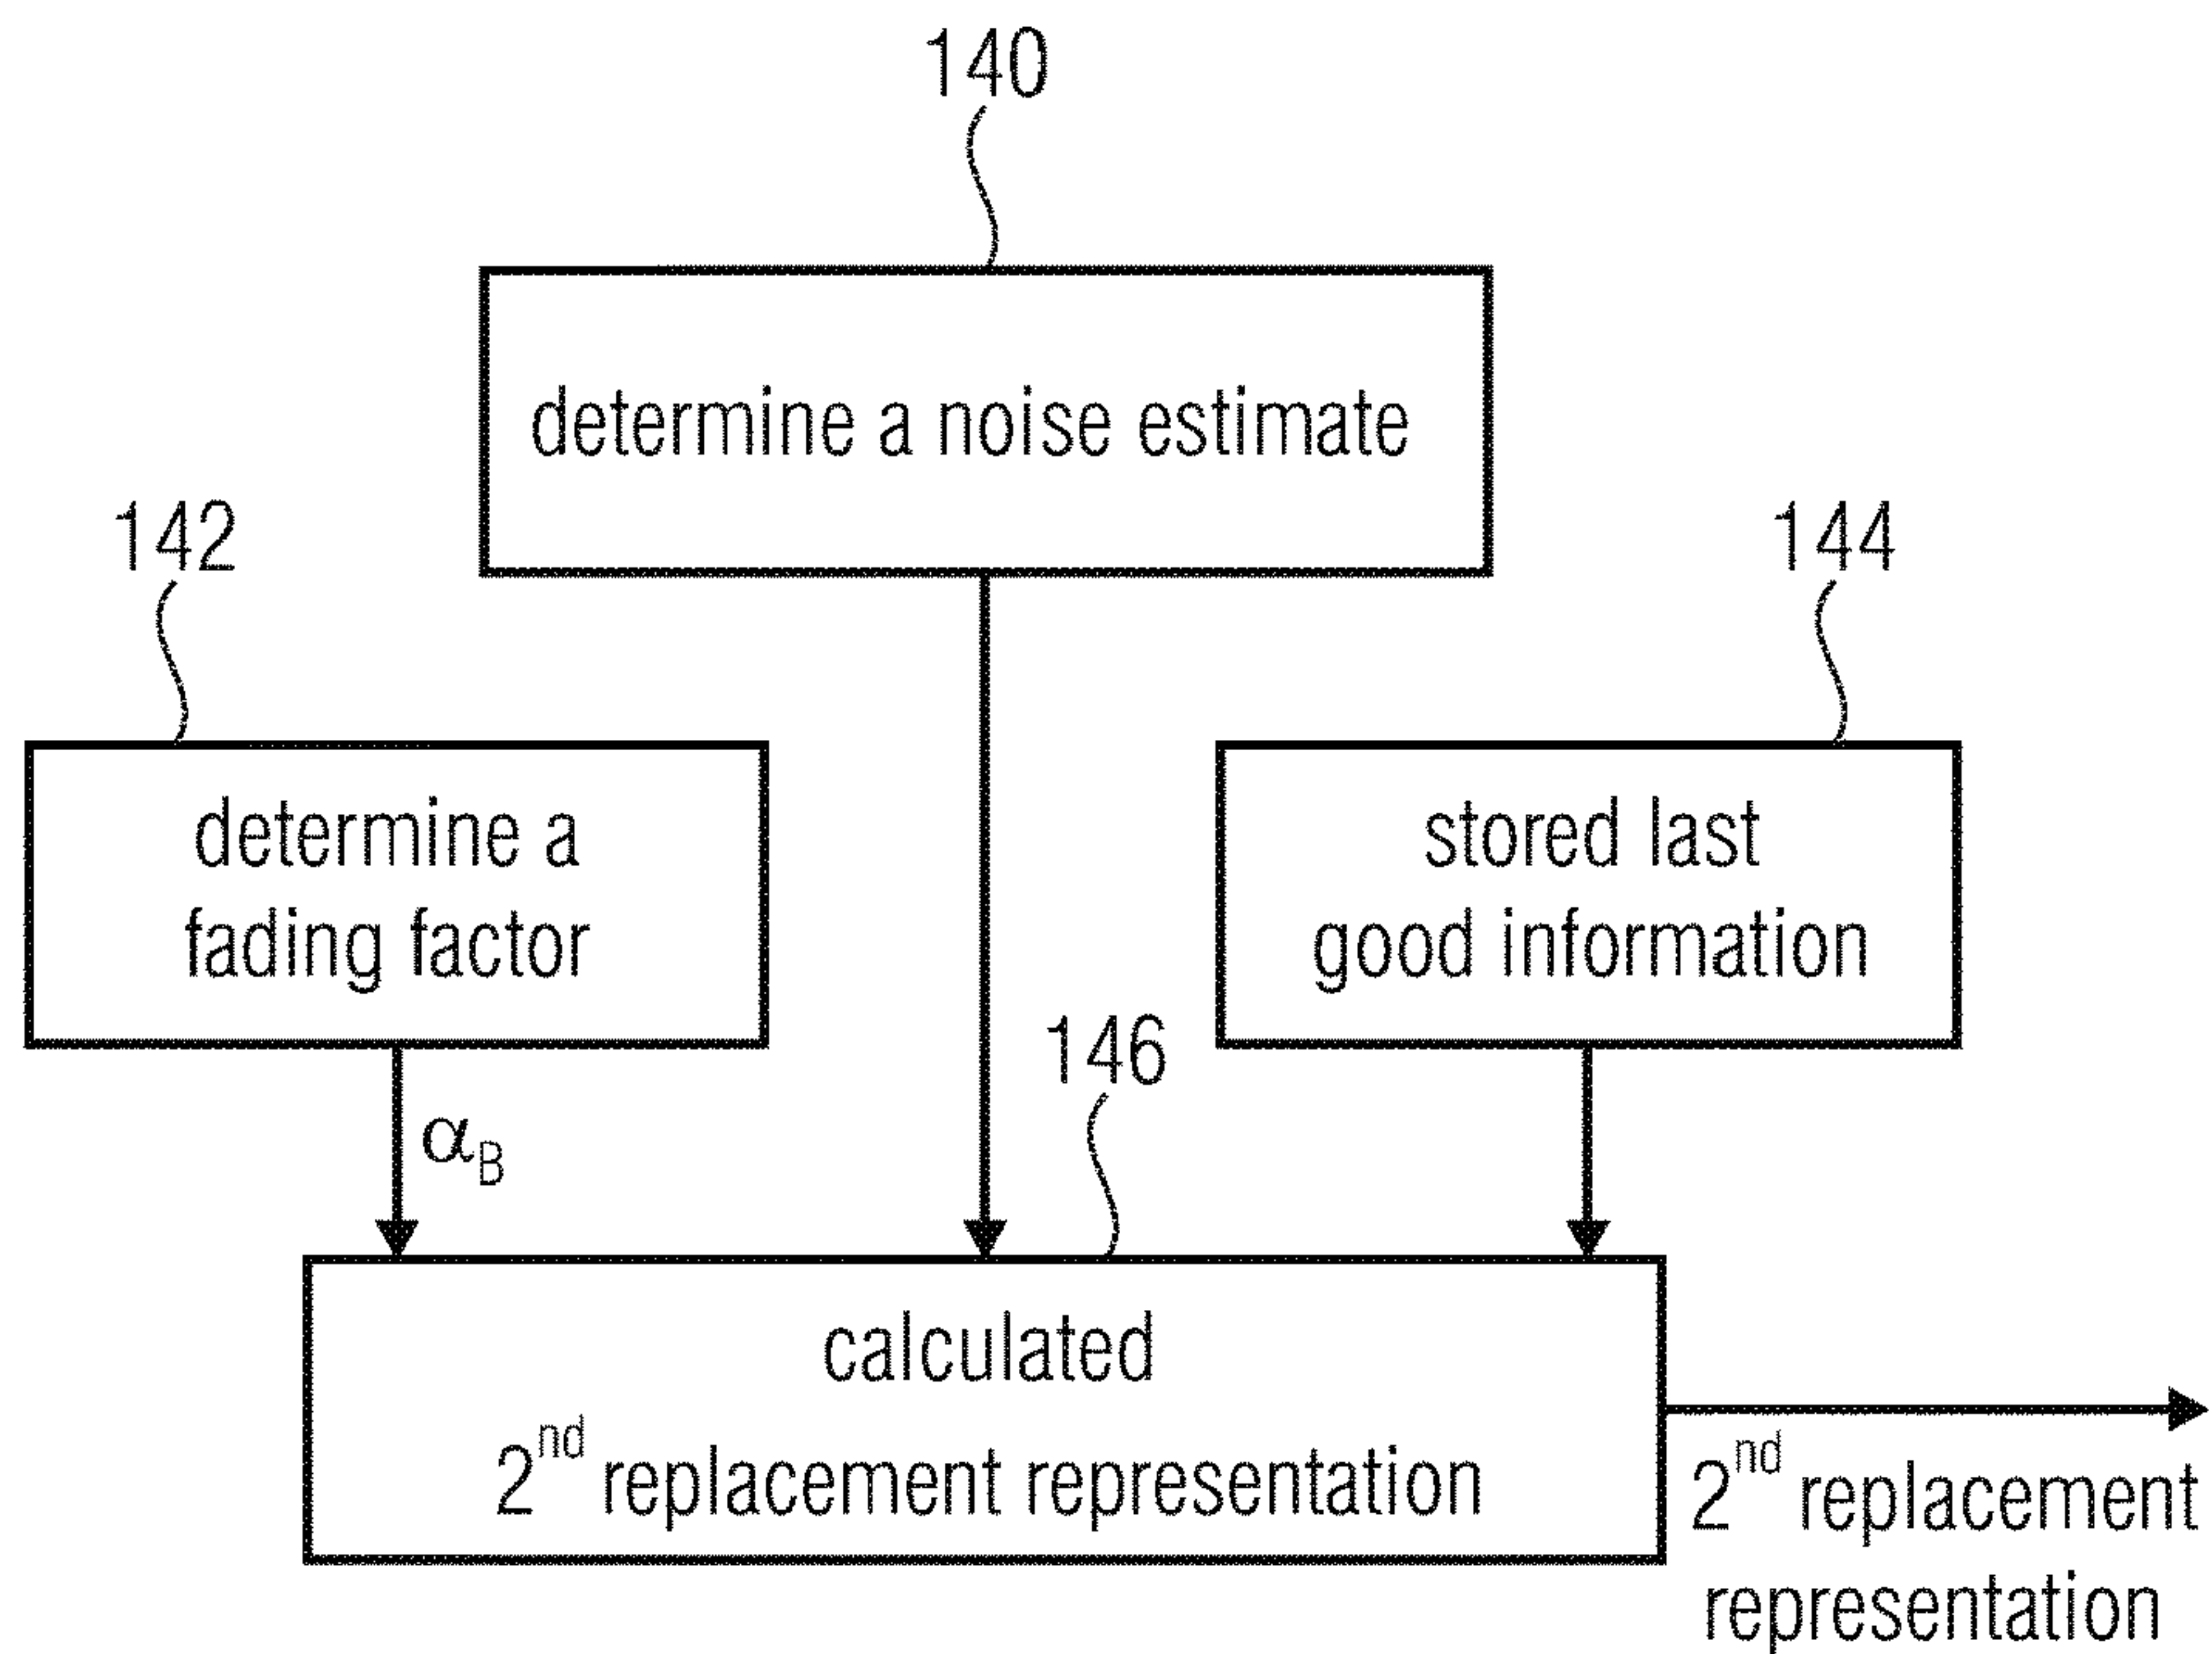 140
determine a noise estimate
142
144
determine a
fading factor
stored last
good information
146
α_B
calculated
2nd replacement representation
2nd replacement
representation